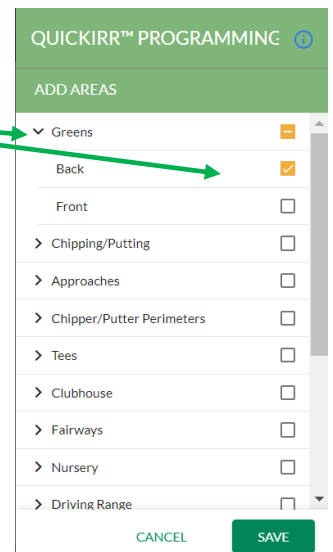 QUICKIRR™ PROGRAMMING
ADD AREAS
Greens
Back
Front
Chipping/Putting
Approaches
Chipper/Putter Perimeters
Tees
Clubhouse
Fairways
Nursery
Driving Range
CANCEL SAVE